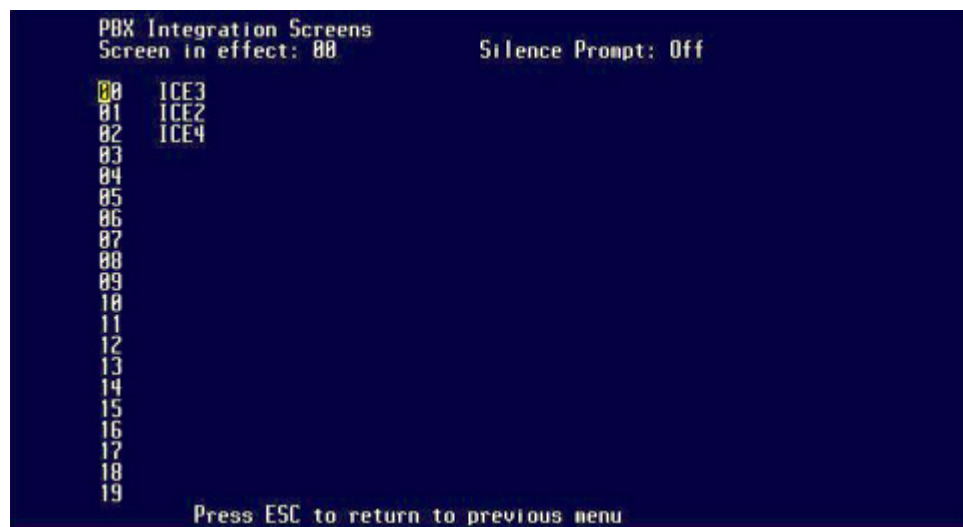 PBX Integration Screens
Screen in effect: 00 Silence Prompt: Off
00 ICE3
01 ICE2
02 ICE4
03
04
05
06
07
08
09
10
11
12
13
14
15
16
17
18
19
Press ESC to return to previous menu